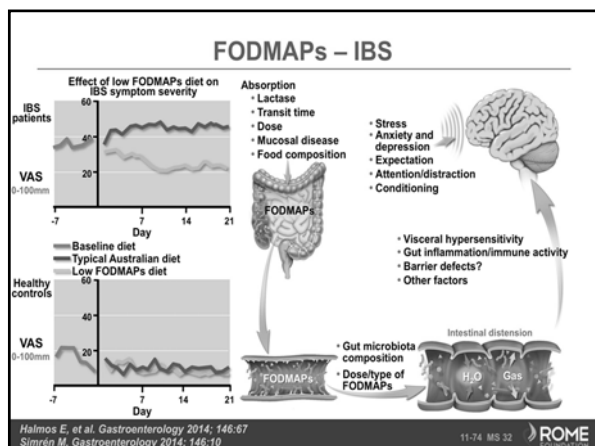 FODMAPs – IBS
Effect of low FODMAPs diet on
IBS symptom severity
IBS
patients
VAS
0-100mm
60
40
20
-7
7
14
21
Day
Baseline diet
Typical Australian diet
Low FODMAPs diet
Healthy
controls
VAS
0-100mm
60
40
20
-7
7
14
21
Day
Absorption
• Lactase
• Transit time
• Dose
• Mucosal disease
• Food composition
FODMAPs
FODMAPs
• Gut microbiota
composition
• Dose/type of
FODMAPs
• Stress
• Anxiety and
depression
• Expectation
• Attention/distraction
• Conditioning
• Visceral hypersensitivity
• Gut inflammation/immune activity
• Barrier defects?
• Other factors
Intestinal distension
H₂O
Gas
Halmos E, et al. Gastroenterology 2014; 146:67
Simrén M. Gastroenterology 2014; 146:10
11-74 MS 32
ROME
FOUNDATION